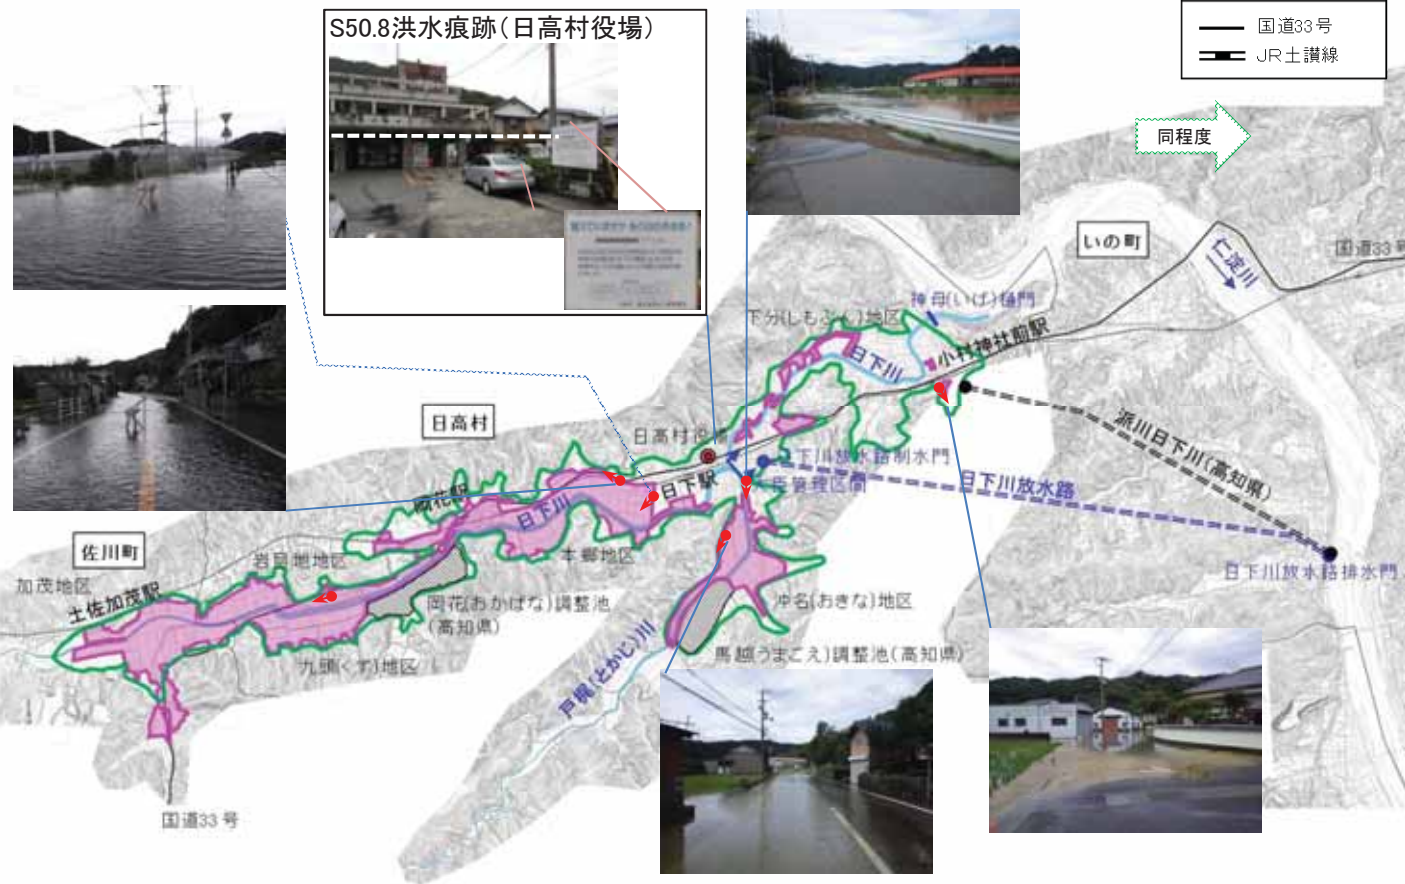 S50.8洪水痕跡(日高村役場)
国道33号
JR土讃線
同程度
いの町
仁淀川
国道33号
神母(いげ)樋門
下分(しもぶん)地区
小村神社前駅
日下川
日高村
日高村役場
日下川放水路制水門
派川日下川(高知県)
日下川放水路
日下駅
管理区間
岡花駅
日下川
本郷地区
佐川町
岩目地地区
加茂地区
土佐加茂駅
日下川放水路排水門
岡花(おかばな)調整池
(高知県)
沖名(おきな)地区
九頭(くず)地区
戸梶(とかじ)川
馬越(うまごえ)調整池(高知県)
国道33号